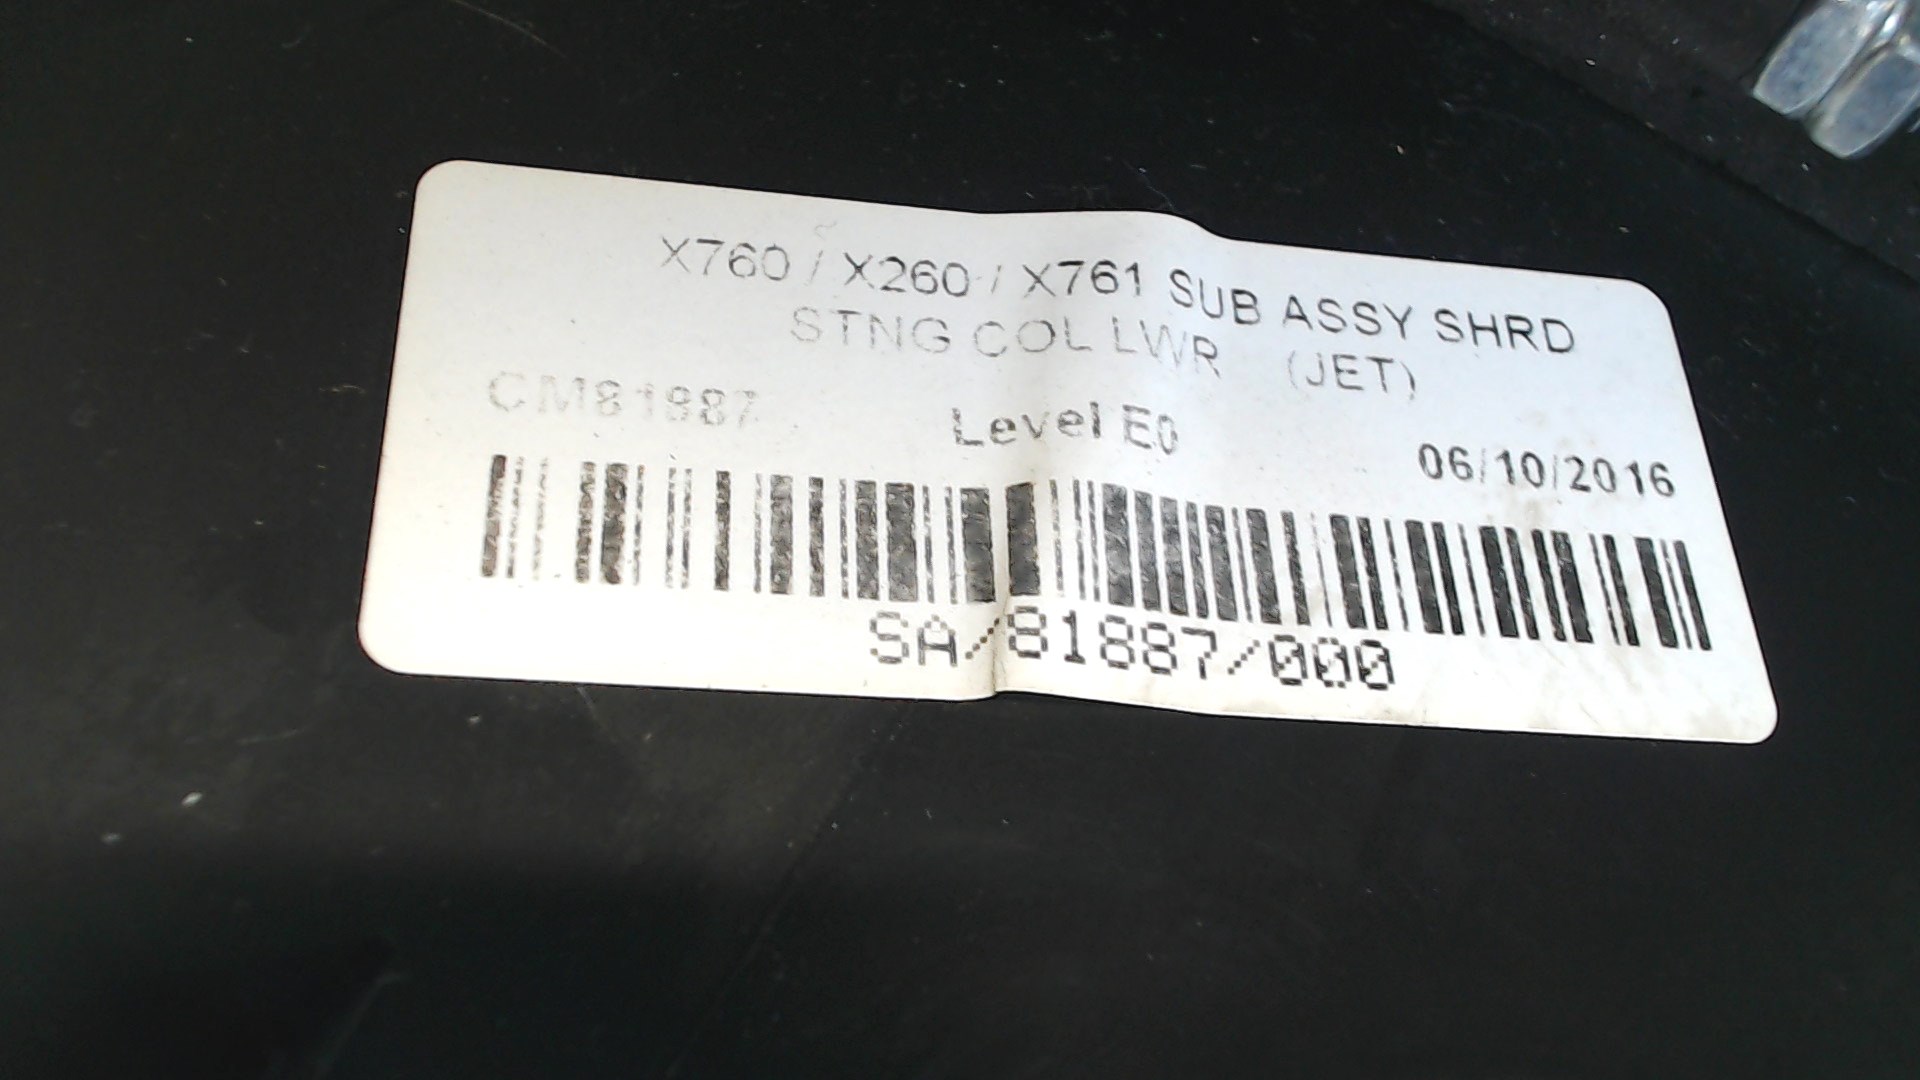 X760 / X260 / X761 SUB ASSY SHRD
STNG COL LWR (JET)
CM81887
Level E0
06/10/2016
SA/81887/000